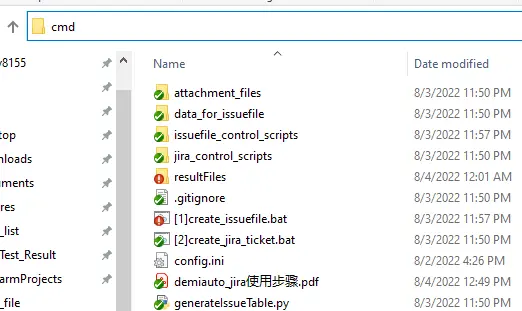 cmd
Name
Date modified
y8155
attachment_files 8/3/2022 11:50 PM
data_for_issuefile 8/3/2022 11:50 PM
top
issuefile_control_scripts 8/3/2022 11:57 PM
nloads
jira_control_scripts 8/3/2022 11:50 PM
uments
resultFiles 8/4/2022 12:01 AM
res
.gitignore 8/3/2022 11:50 PM
_list
[1]create_issuefile.bat 8/3/2022 11:57 PM
Test_Result
[2]create_jira_ticket.bat 8/3/2022 11:50 PM
armProjects
config.ini 8/2/2022 4:26 PM
demiauto_jira使用步骤.pdf 8/4/2022 12:49 PM
_file
generateIssueTable.py 8/3/2022 11:50 PM